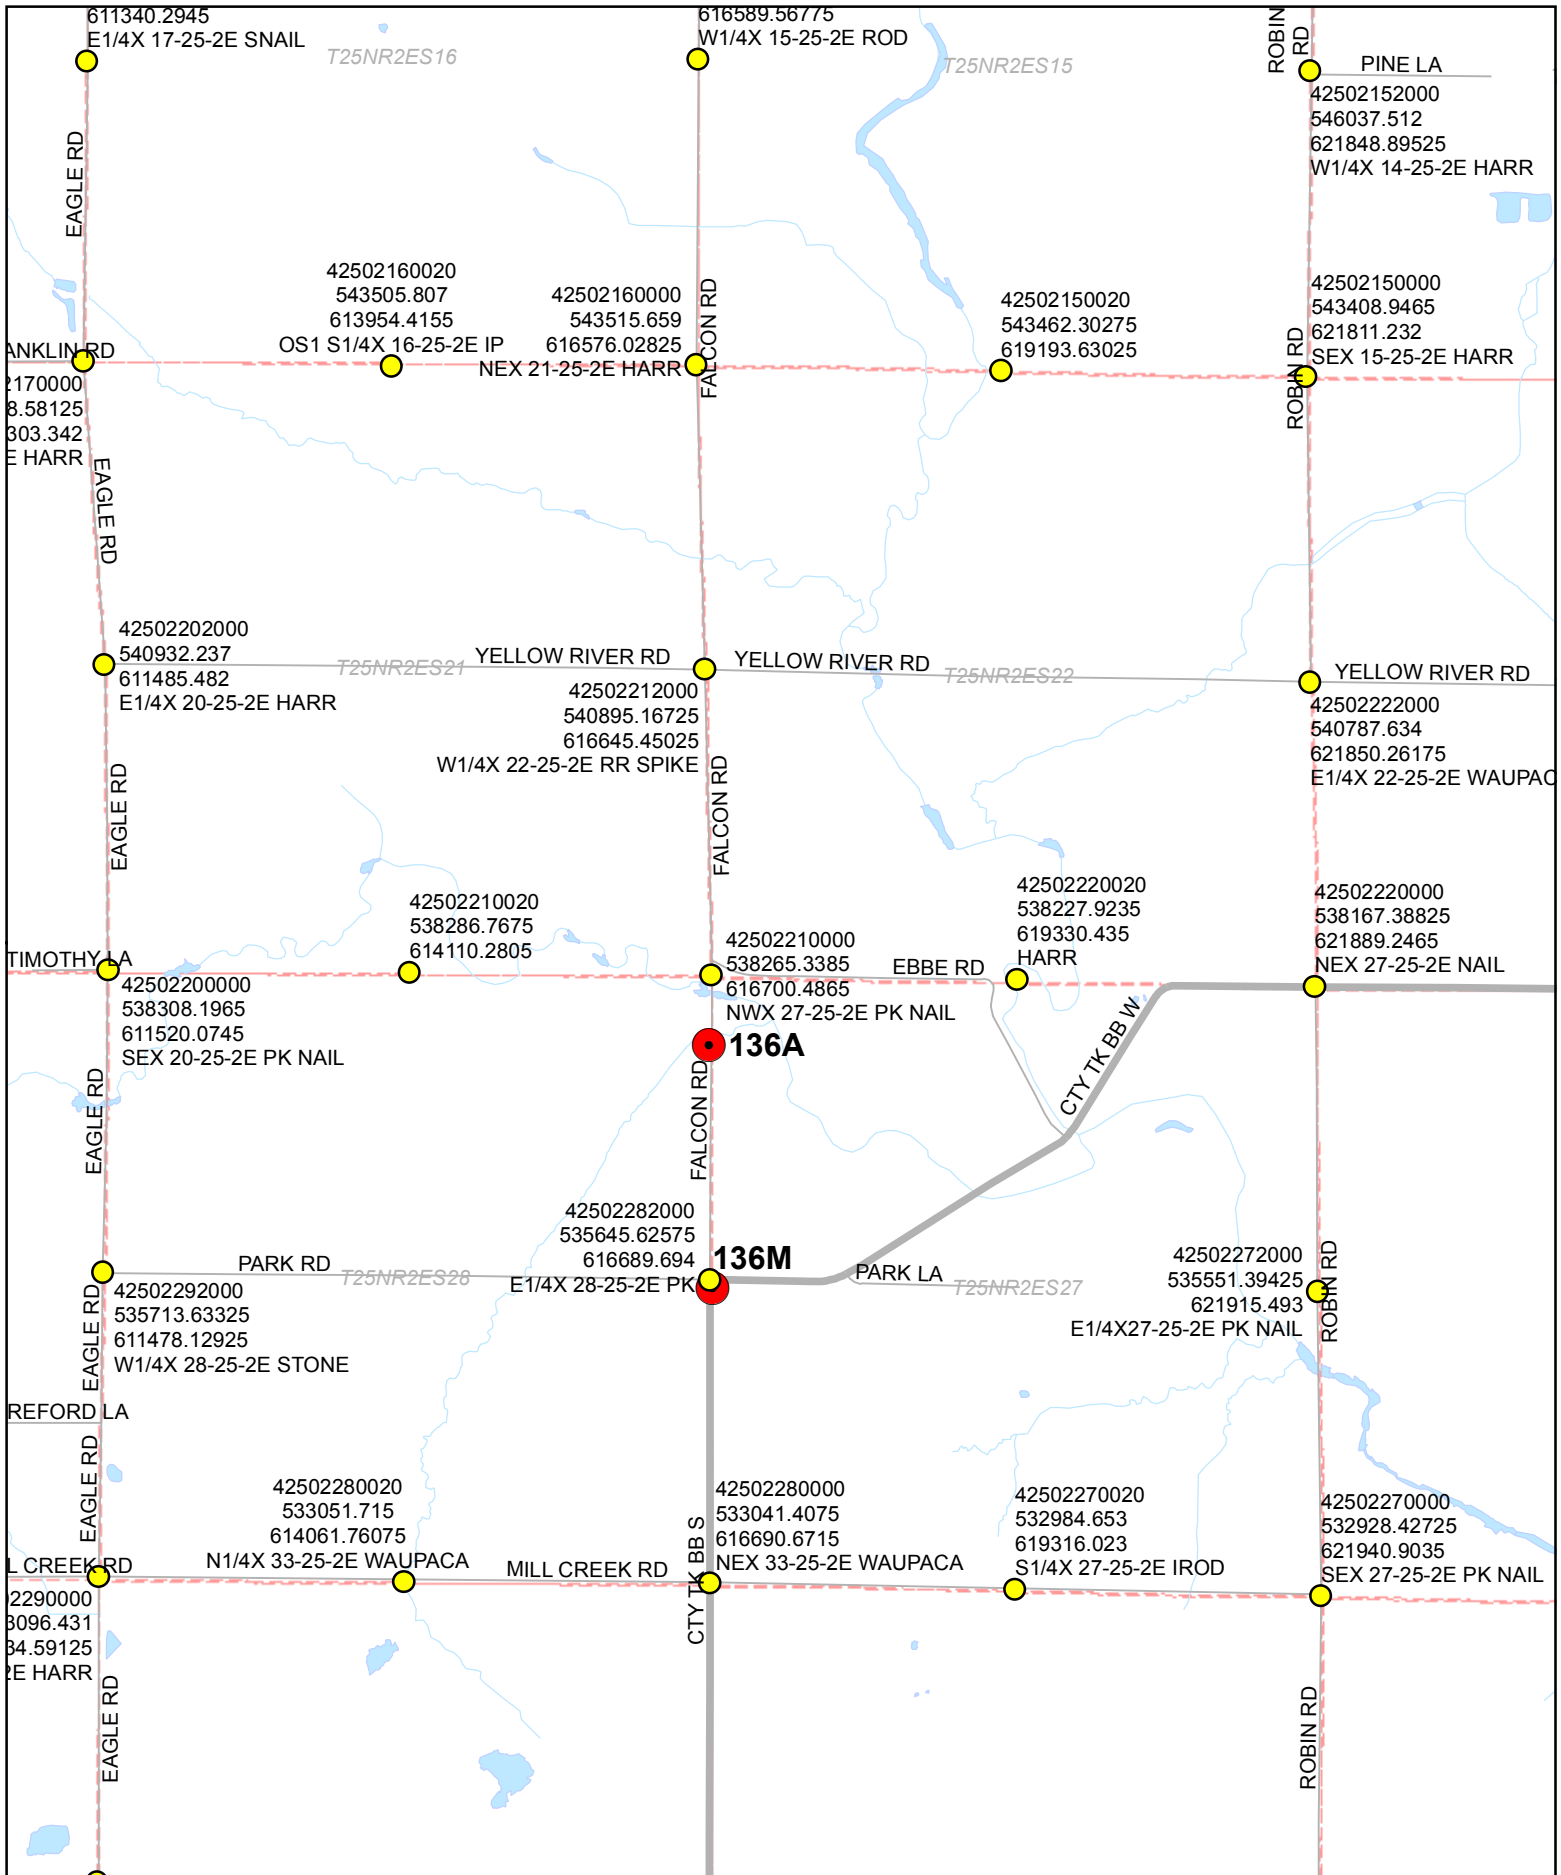 611340.2945
E1/4X 17-25-2E SNAIL
T25NR2ES16
616589.56775
W1/4X 15-25-2E ROD
T25NR2ES15
ROBIN RD
PINE LA
42502152000
546037.512
621848.89525
W1/4X 14-25-2E HARR
EAGLE RD
42502160020
543505.807
613954.4155
OS1 S1/4X 16-25-2E IP
42502160000
543515.659
616576.02825
NEX 21-25-2E HARR
FALCON RD
42502150020
543462.30275
619193.63025
42502150000
543408.9465
621811.232
SEX 15-25-2E HARR
ROBIN RD
ANKLIN RD
2170000
8.58125
303.342
E HARR
EAGLE RD
42502202000
540932.237
611485.482
E1/4X 20-25-2E HARR
T25NR2ES21
YELLOW RIVER RD
YELLOW RIVER RD
T25NR2ES22
YELLOW RIVER RD
42502212000
540895.16725
616645.45025
W1/4X 22-25-2E RR SPIKE
42502222000
540787.634
621850.26175
E1/4X 22-25-2E WAUPAC
EAGLE RD
FALCON RD
42502210020
538286.7675
614110.2805
42502220020
538227.9235
619330.435
HARR
42502220000
538167.38825
621889.2465
NEX 27-25-2E NAIL
TIMOTHY LA
42502210000
538265.3385
616700.4865
NWX 27-25-2E PK NAIL
EBBE RD
42502200000
538308.1965
611520.0745
SEX 20-25-2E PK NAIL
136A
CTY TK BB W
EAGLE RD
FALCON RD
42502282000
535645.62575
616689.694
E1/4X 28-25-2E PK
136M
PARK RD
T25NR2ES28
PARK LA
T25NR2ES27
42502272000
535551.39425
621915.493
E1/4X27-25-2E PK NAIL
ROBIN RD
42502292000
535713.63325
611478.12925
W1/4X 28-25-2E STONE
EAGLE RD
REFORD LA
EAGLE RD
42502280020
533051.715
614061.76075
N1/4X 33-25-2E WAUPACA
42502280000
533041.4075
616690.6715
NEX 33-25-2E WAUPACA
42502270020
532984.653
619316.023
S1/4X 27-25-2E IROD
42502270000
532928.42725
621940.9035
SEX 27-25-2E PK NAIL
L CREEK RD
MILL CREEK RD
CTY TK BB S
02290000
3096.431
34.59125
2E HARR
EAGLE RD
ROBIN RD